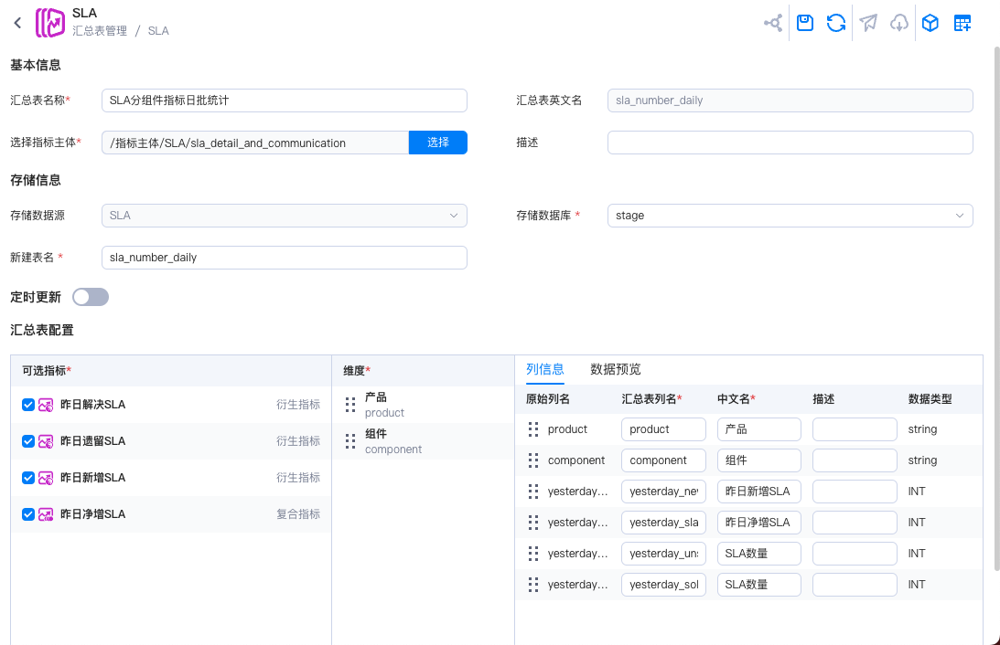 SLA
汇总表管理 / SLA
基本信息
汇总表名称* SLA分组件指标日批统计 汇总表英文名 sla_number_daily
选择指标主体* /指标主体/SLA/sla_detail_and_communication 选择 描述
存储信息
存储数据源 SLA 存储数据库 * stage
新建表名 * sla_number_daily
定时更新
汇总表配置
可选指标*
昨日解决SLA 衍生指标
昨日遗留SLA 衍生指标
昨日新增SLA 衍生指标
昨日净增SLA 复合指标
维度*
产品
product
组件
component
列信息 数据预览
原始列名 汇总表列名* 中文名* 描述 数据类型
product product 产品 string
component component 组件 string
yesterday... yesterday_nev 昨日新增SLA INT
yesterday... yesterday_sla 昨日净增SLA INT
yesterday... yesterday_uns SLA数量 INT
yesterday... yesterday_sol SLA数量 INT